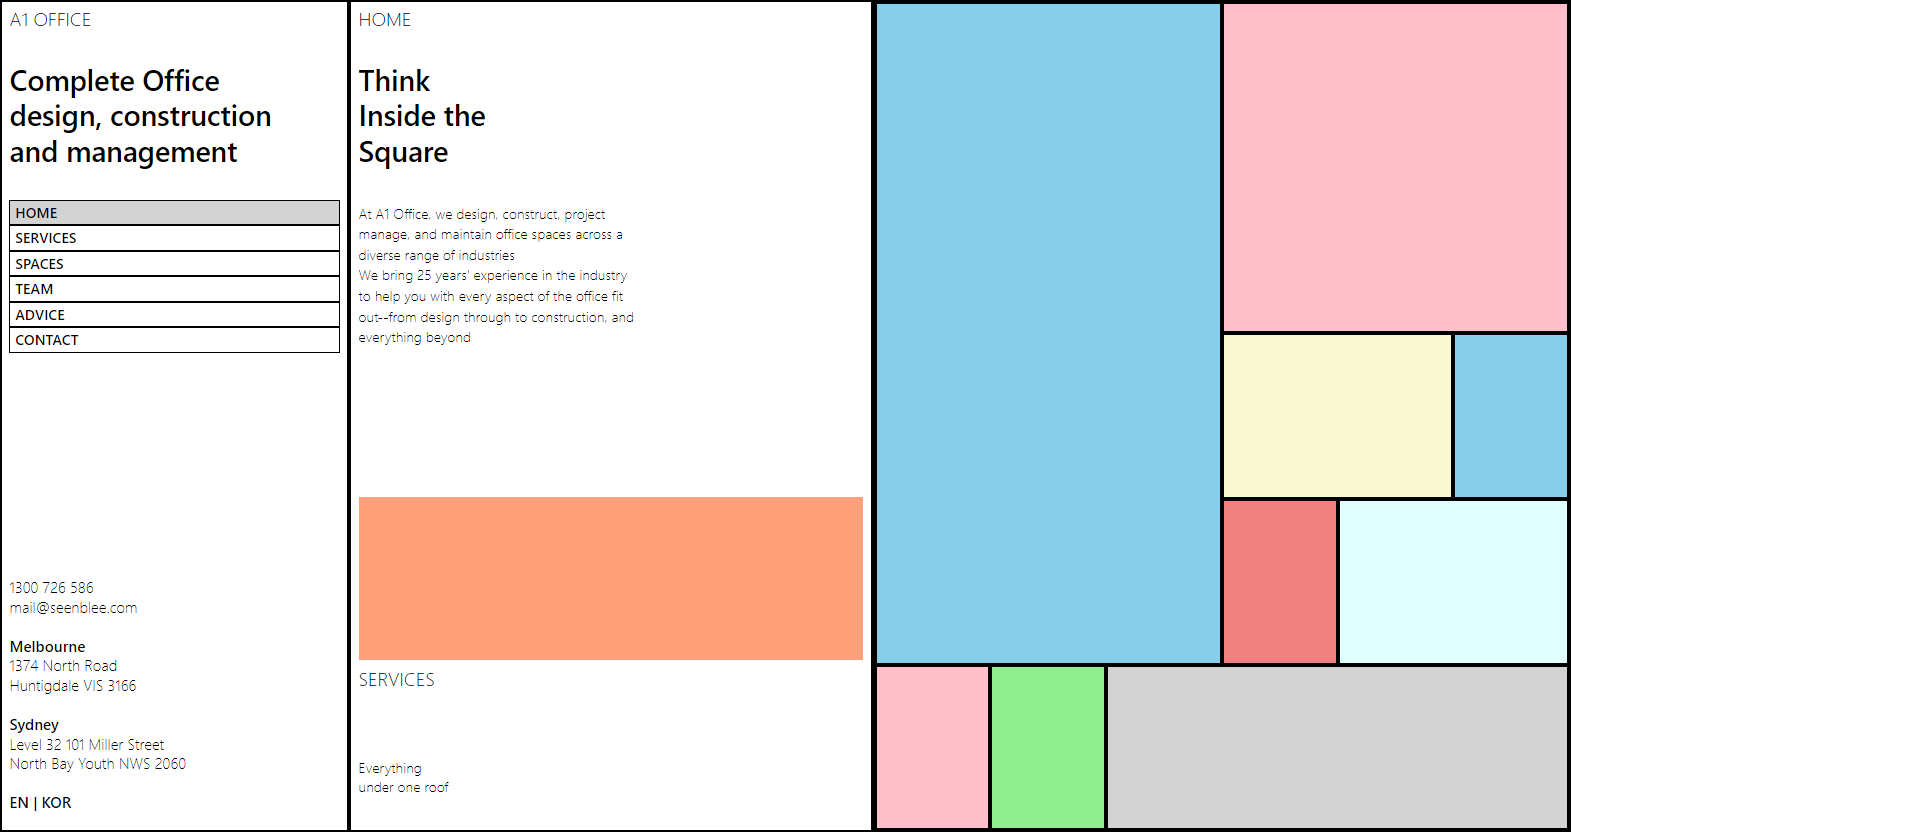 A1 OFFICE
Complete Office
design, construction
and management
HOME
SERVICES
SPACES
TEAM
ADVICE
CONTACT
1300 726 586
mail@seenblee.com
Melbourne
1374 North Road
Huntigdale VIS 3166
Sydney
Level 32 101 Miller Street
North Bay Youth NWS 2060
EN | KOR
HOME
Think
Inside the
Square
At A1 Office, we design, construct, project
manage, and maintain office spaces across a
diverse range of industries
We bring 25 years' experience in the industry
to help you with every aspect of the office fit
out--from design through to construction, and
everything beyond
SERVICES
Everything
under one roof